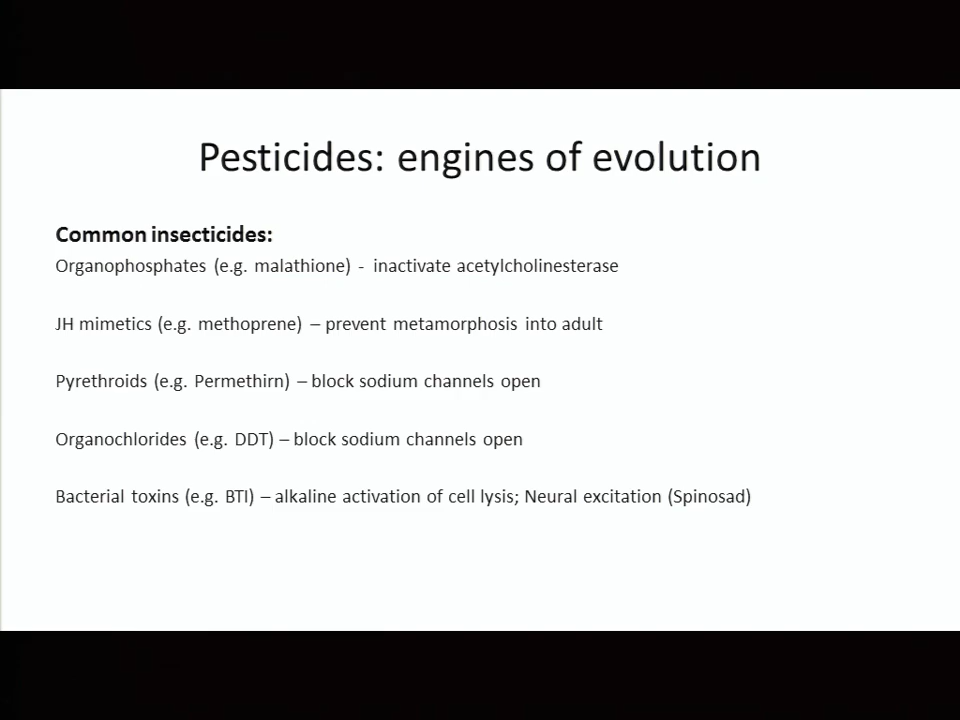 Pesticides: engines of evolution
Common insecticides:
Organophosphates (e.g. malathione) - inactivate acetylcholinesterase
JH mimetics (e.g. methoprene) – prevent metamorphosis into adult
Pyrethroids (e.g. Permethirn) – block sodium channels open
Organochlorides (e.g. DDT) – block sodium channels open
Bacterial toxins (e.g. BTI) – alkaline activation of cell lysis; Neural excitation (Spinosad)